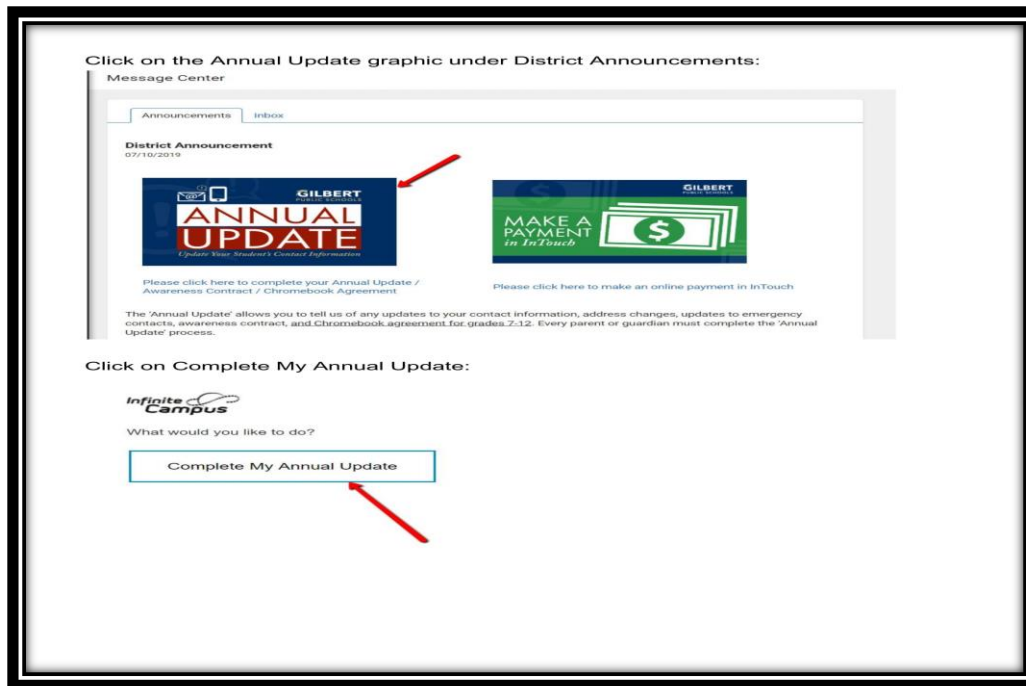 Click on the Annual Update graphic under District Announcements:
Message Center
Announcements
Inbox
District Announcement
07/10/2019
GILBERT
PUBLIC SCHOOLS
ANNUAL
UPDATE
Update Your Student's Contact Information
GILBERT
PUBLIC SCHOOLS
MAKE A
PAYMENT
in InTouch
Please click here to complete your Annual Update /
Awareness Contract / Chromebook Agreement
Please click here to make an online payment in InTouch
The 'Annual Update' allows you to tell us of any updates to your contact information, address changes, updates to emergency
contacts, awareness contract, and Chromebook agreement for grades 7-12. Every parent or guardian must complete the 'Annual
Update' process.
Click on Complete My Annual Update:
Infinite
Campus
What would you like to do?
Complete My Annual Update